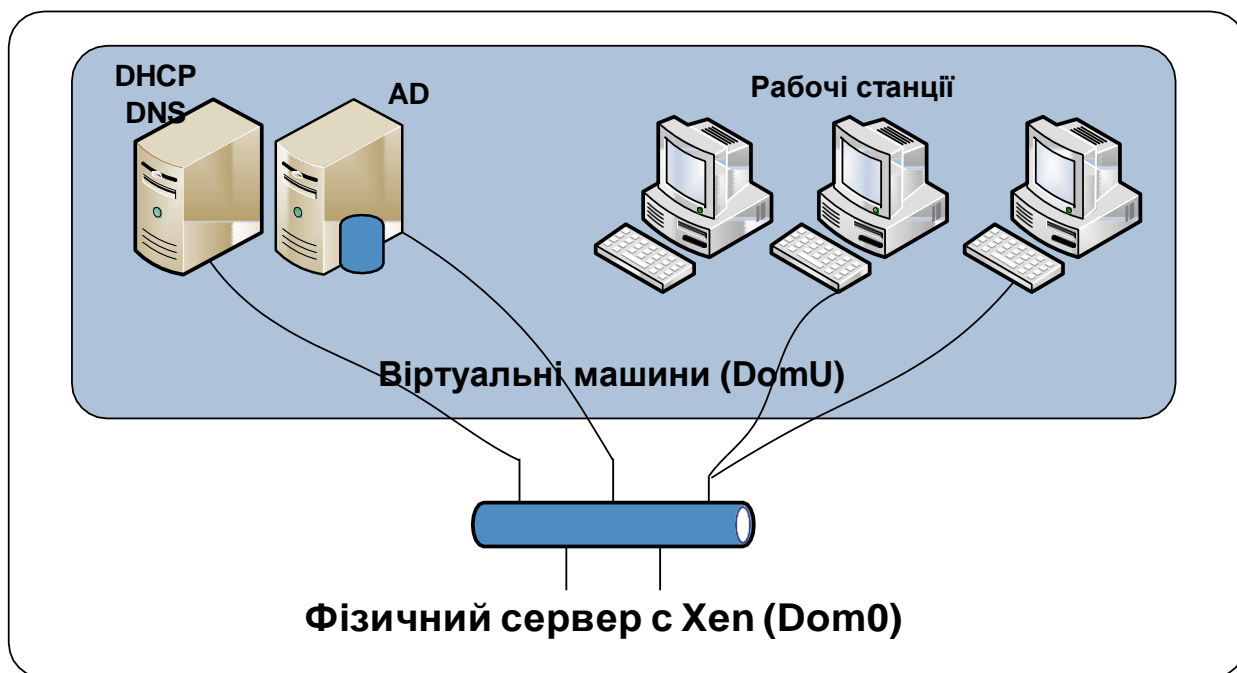 DHCP
DNS
AD
Рабочі станції
Віртуальні машини (DomU)
Фізичний сервер с Xen (Dom0)